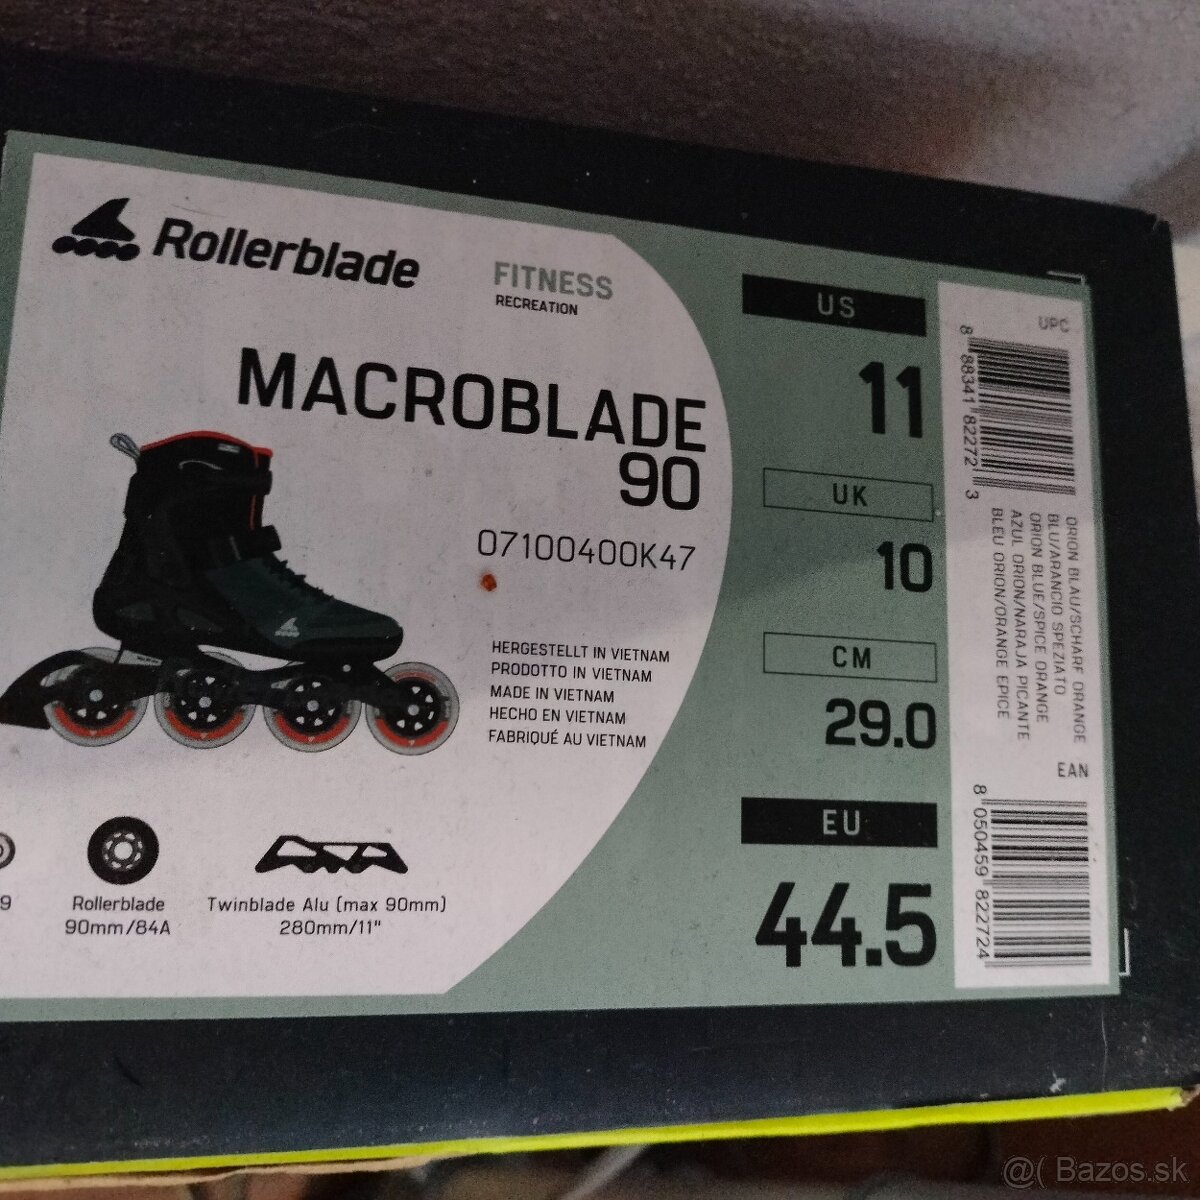 Rollerblade
FITNESS
RECREATION
MACROBLADE
90
07100400K47
HERGESTELLT IN VIETNAM
PRODOTTO IN VIETNAM
MADE IN VIETNAM
HECHO EN VIETNAM
FABRIQUÉ AU VIETNAM
9
Rollerblade
90mm/84A
Twinblade Alu (max 90mm)
280mm/11"
US
11
UK
10
CM
29.0
EU
44.5
UPC
8 88341 82272 3
ORION BLAU/SCHARF ORANGE
BLU/ARANCIO SPEZIATO
ORION BLUE/SPICE ORANGE
AZUL ORION/NARAJA PICANTE
BLEU ORION/ORANGE EPICE
EAN
8 050459 822724
@( Bazos.sk